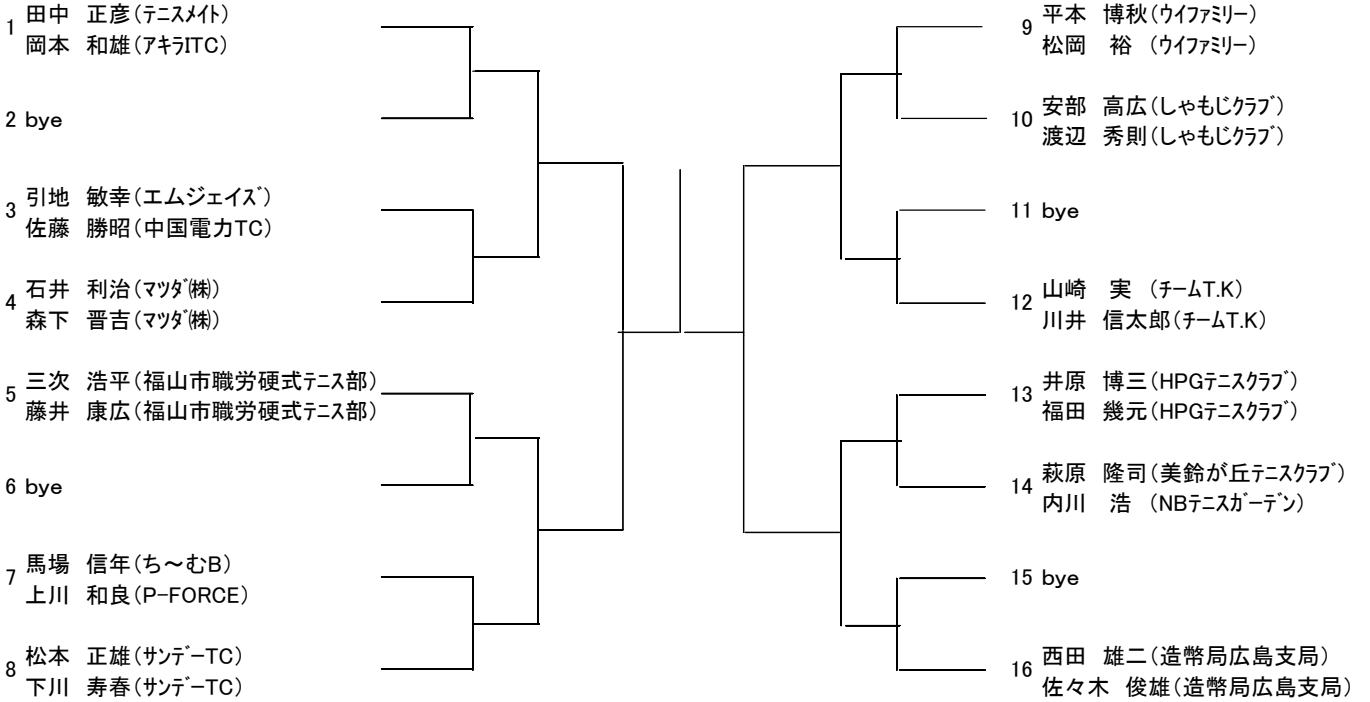 1 田中 正彦(ﾃﾆｽﾒｲﾄ)
岡本 和雄(ｱｷﾗITC)
2 bye
3 引地 敏幸(エムジェイズ)
佐藤 勝昭(中国電力TC)
4 石井 利治(ﾏﾂﾀﾞ㈱)
森下 晋吉(ﾏﾂﾀﾞ㈱)
5 三次 浩平(福山市職労硬式ﾃﾆｽ部)
藤井 康広(福山市職労硬式ﾃﾆｽ部)
6 bye
7 馬場 信年(ち～むB)
上川 和良(P-FORCE)
8 松本 正雄(ｻﾝﾃﾞｰTC)
下川 寿春(ｻﾝﾃﾞｰTC)
9 平本 博秋(ｳｲﾌｧﾐﾘｰ)
松岡 裕 (ｳｲﾌｧﾐﾘｰ)
10 安部 高広(しゃもじｸﾗﾌﾞ)
渡辺 秀則(しゃもじｸﾗﾌﾞ)
11 bye
12 山崎 実 (ﾁｰﾑT.K)
川井 信太郎(ﾁｰﾑT.K)
13 井原 博三(HPGﾃﾆｽｸﾗﾌﾞ)
福田 幾元(HPGﾃﾆｽｸﾗﾌﾞ)
14 萩原 隆司(美鈴が丘ﾃﾆｽｸﾗﾌﾞ)
内川 浩 (NBﾃﾆｽｶﾞｰﾃﾞﾝ)
15 bye
16 西田 雄二(造幣局広島支局)
佐々木 俊雄(造幣局広島支局)